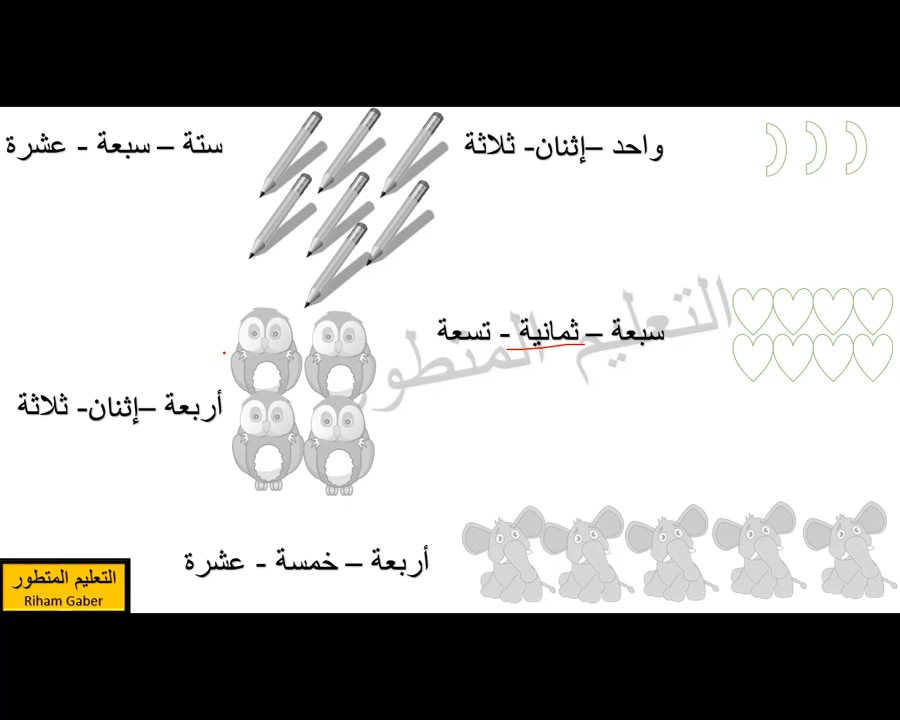 واحد –إثنان- ثلاثة
ستة – سبعة - عشرة
سبعة – ثمانية - تسعة
التعليم المتطور
أربعة –إثنان- ثلاثة
أربعة – خمسة - عشرة
التعليم المتطور
Riham Gaber